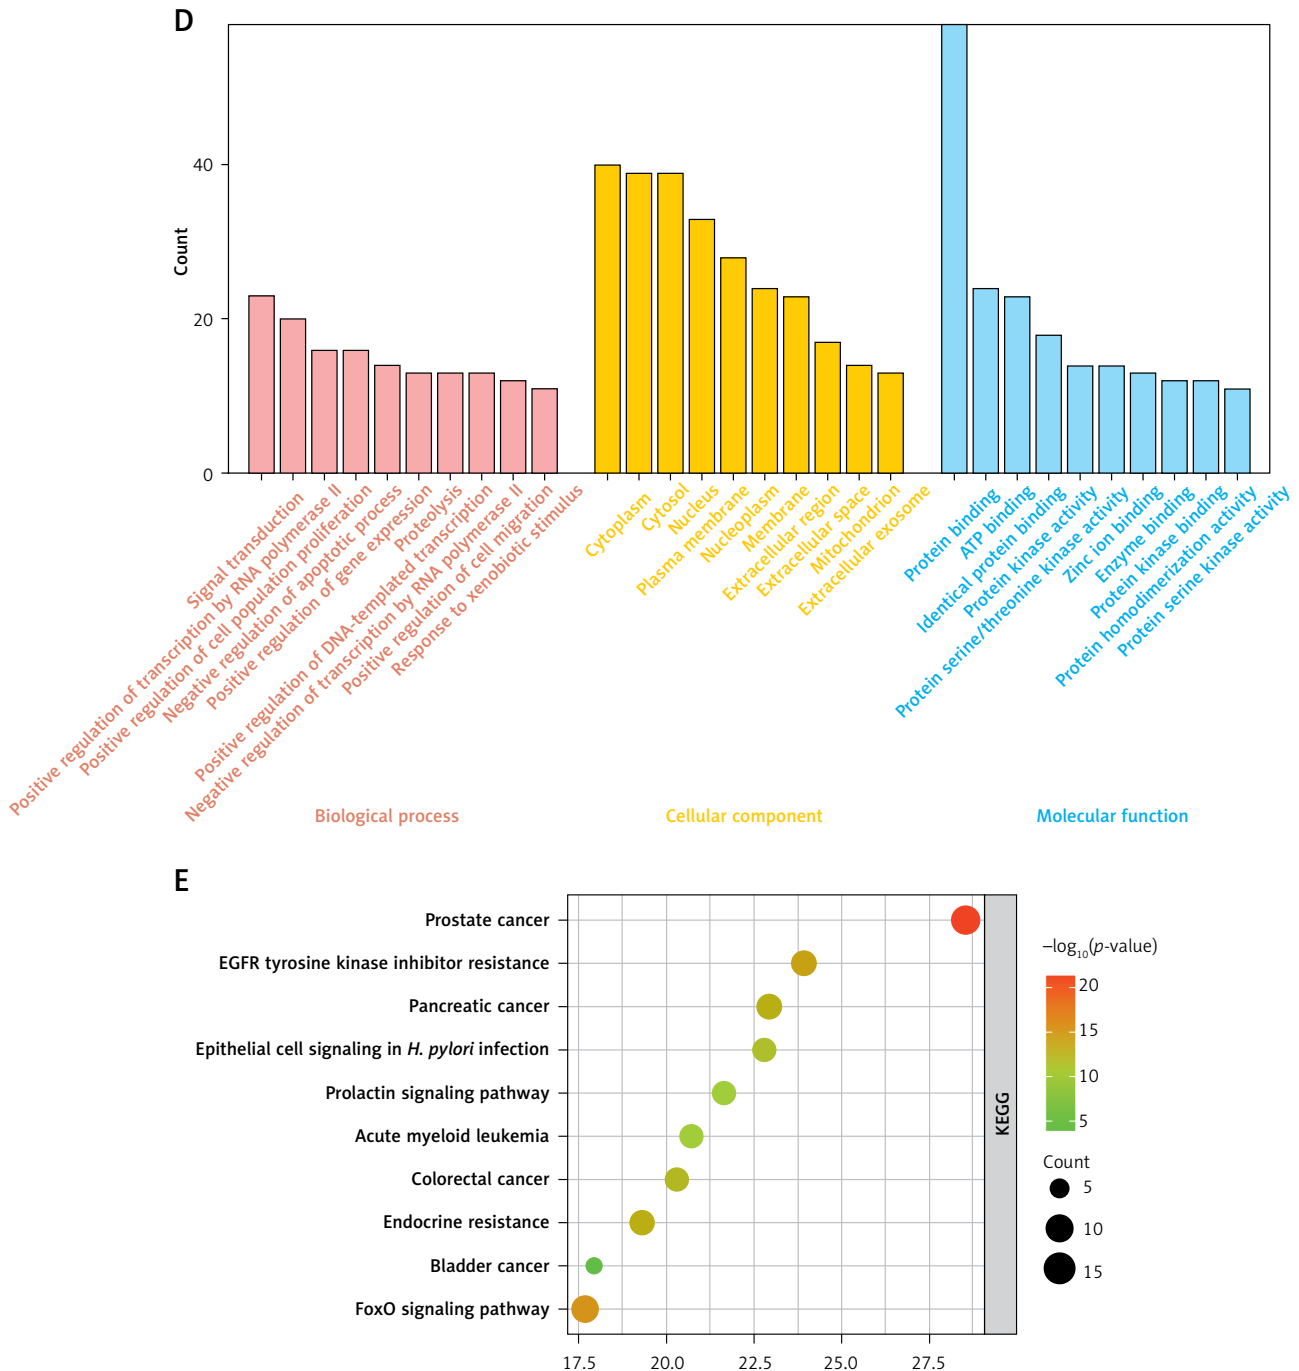 D
Count
40
20
0
Signal transduction
Positive regulation of transcription by RNA polymerase II
Positive regulation of cell population proliferation
Negative regulation of apoptotic process
Positive regulation of gene expression
Proteolysis
Positive regulation of DNA-templated transcription
Negative regulation of transcription by RNA polymerase II
Positive regulation of cell migration
Response to xenobiotic stimulus
Cytoplasm
Cytosol
Nucleus
Plasma membrane
Nucleoplasm
Membrane
Extracellular region
Extracellular space
Mitochondrion
Extracellular exosome
Protein binding
ATP binding
Identical protein binding
Protein kinase activity
Protein serine/threonine kinase activity
Zinc ion binding
Enzyme binding
Protein kinase binding
Protein homodimerization activity
Protein serine kinase activity
Biological process
Cellular component
Molecular function
E
Prostate cancer
EGFR tyrosine kinase inhibitor resistance
Pancreatic cancer
Epithelial cell signaling in H. pylori infection
Prolactin signaling pathway
Acute myeloid leukemia
Colorectal cancer
Endocrine resistance
Bladder cancer
FoxO signaling pathway
17.5 20.0 22.5 25.0 27.5
KEGG
–log10(p-value)
20
15
10
5
Count
5
10
15